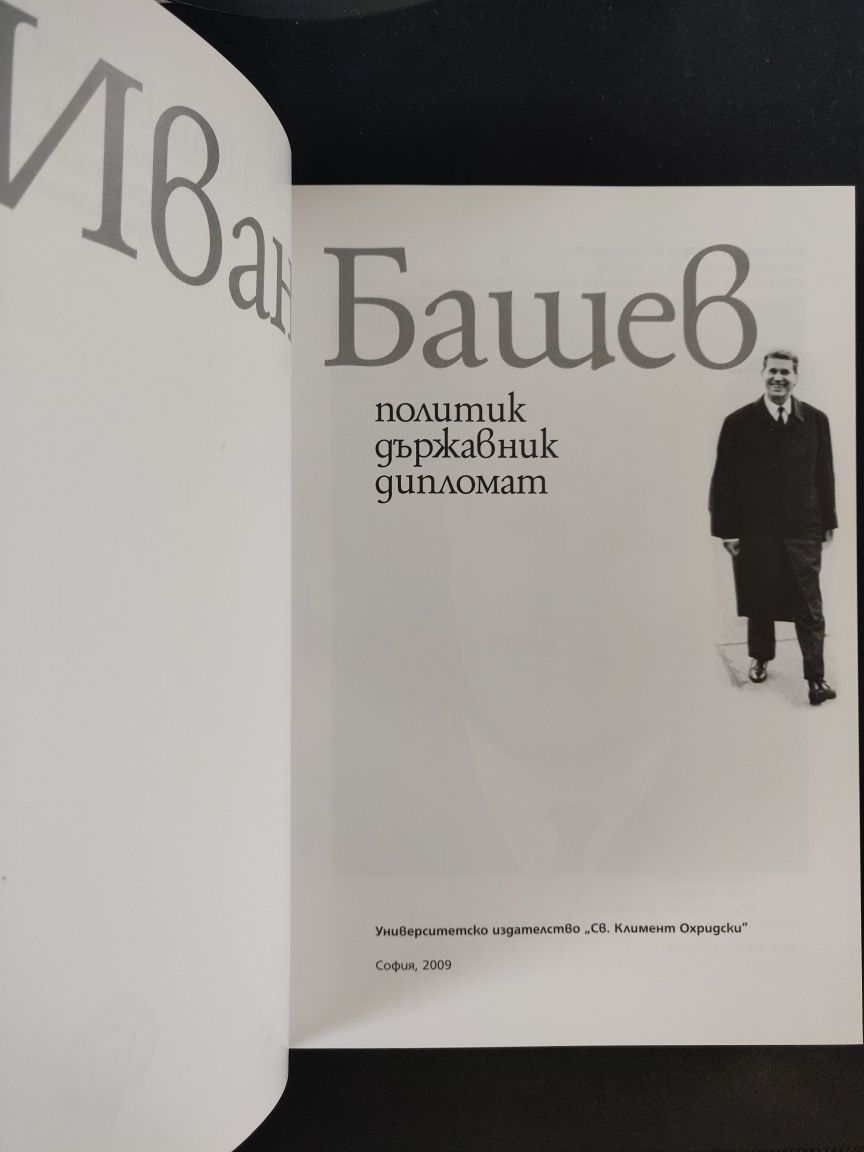 Иван
Башев
политик
държавник
дипломат
Университетско издателство „Св. Климент Охридски“
София, 2009